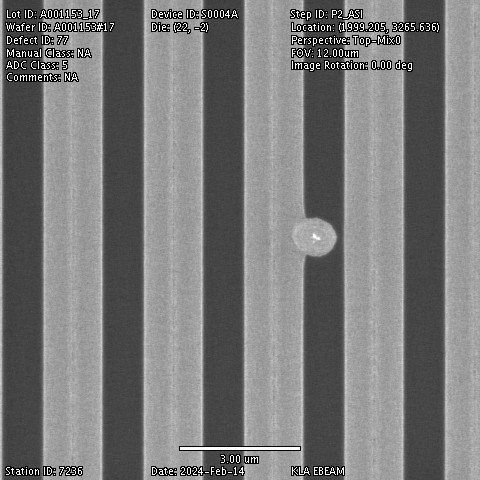 Lot ID: A001153_17
Wafer ID: A001153#17
Defect ID: 77
Manual Class: NA
ADC Class: 5
Comments: NA
Device ID: S0004A
Die: (22, -2)
Step ID: P2_ASI
Location: (1999.205, 3265.636)
Perspective: Top-Mix0
FOV: 12.00um
Image Rotation: 0.00 deg
3.00 um
Station ID: 7236
Date: 2024-Feb-14
KLA EBEAM